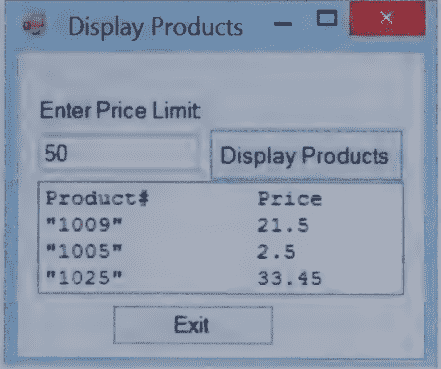 Display Products
Enter Price Limit:
50
Display Products
Product# Price
"1009" 21.5
"1005" 2.5
"1025" 33.45
Exit